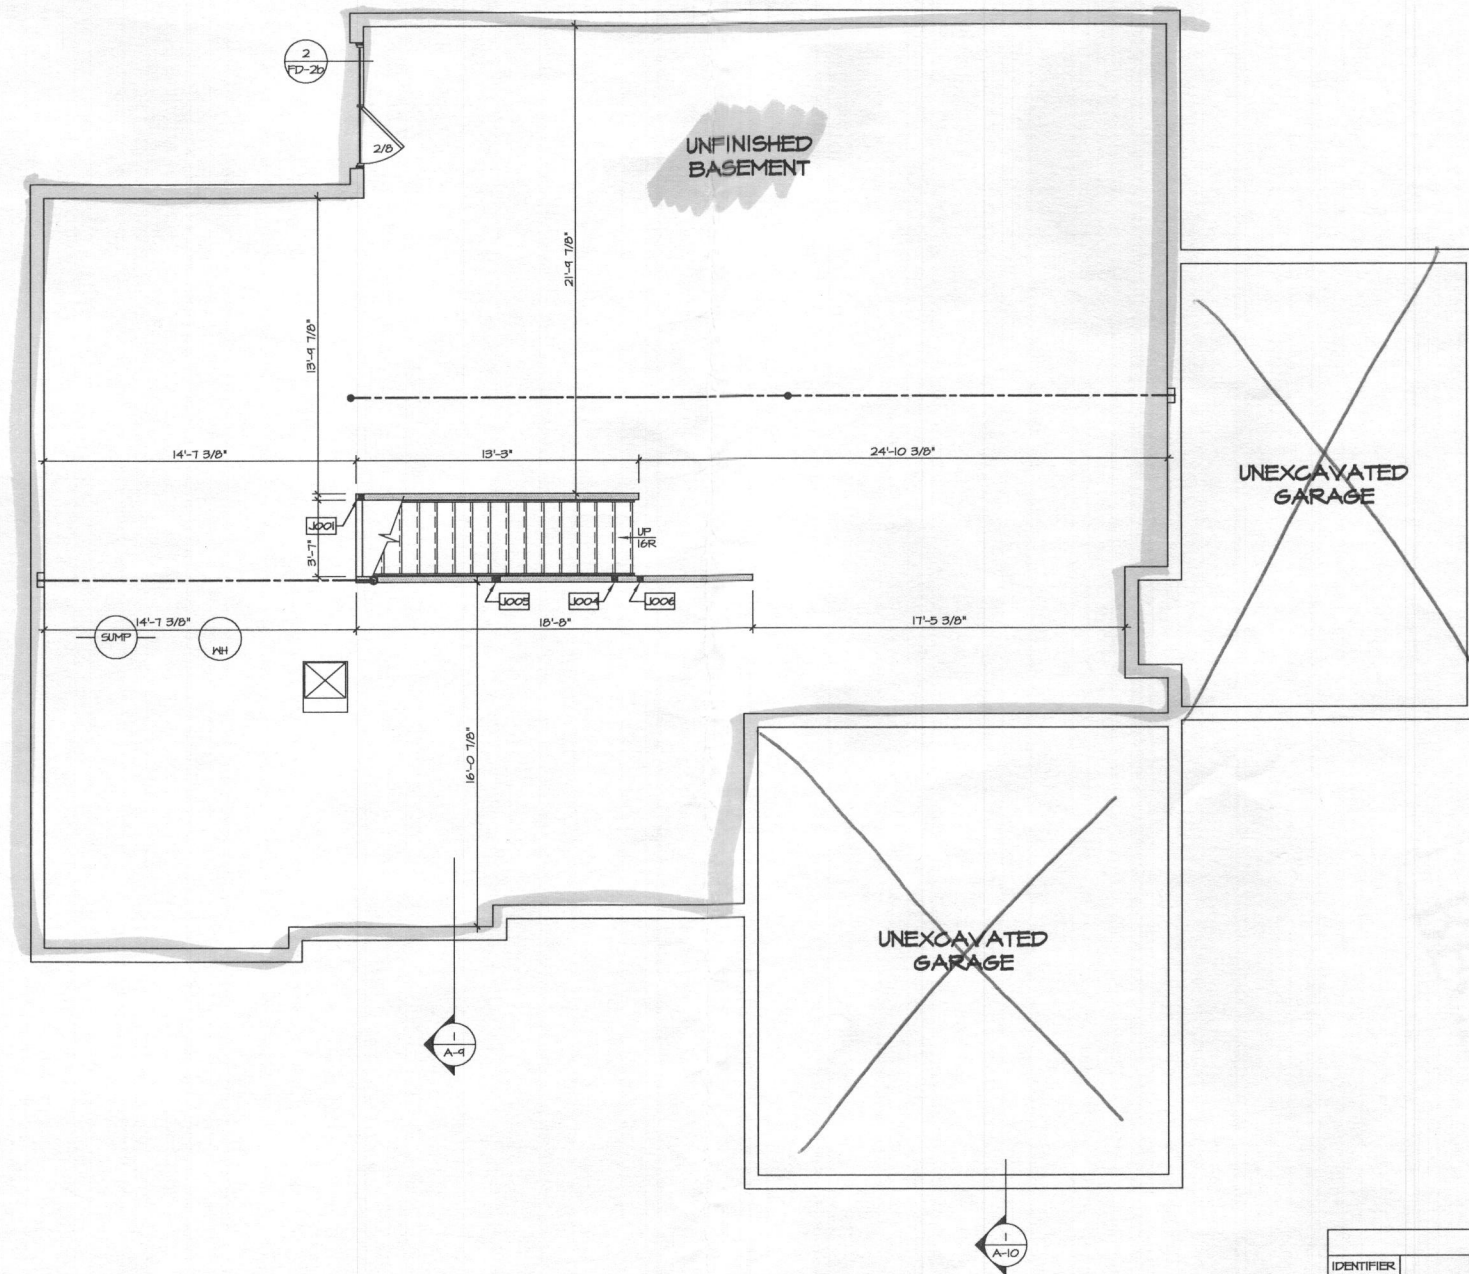 2
FD-2b
2/8
UNFINISHED
BASEMENT
21'-9 7/8"
13'-9 7/8"
14'-7 3/8"
13'-3"
24'-10 3/8"
UNEXCAVATED
GARAGE
J001
3'-7"
UP
16R
J004
J006
14'-7 3/8"
18'-8"
17'-5 3/8"
SUMP
WH
16'-0 7/8"
UNEXCAVATED
GARAGE
1
A-9
1
A-10
IDENTIFIER